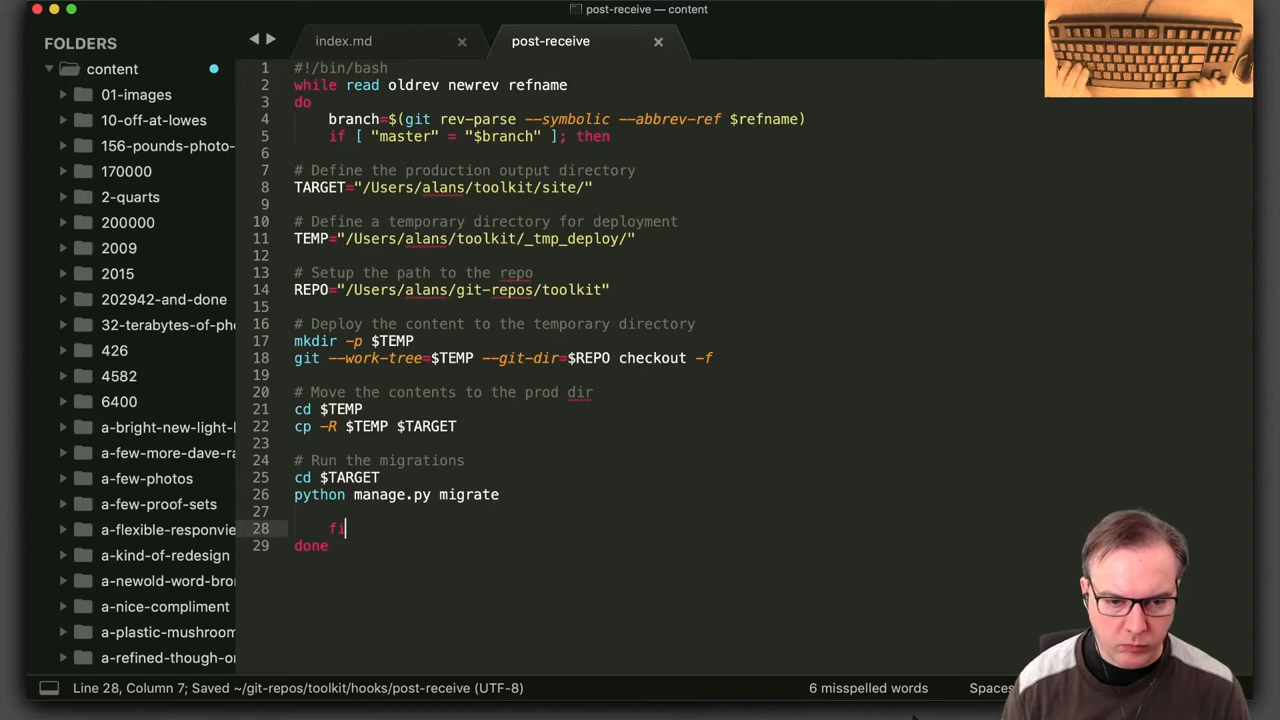 post-receive — content
FOLDERS
content
01-images
10-off-at-lowes
156-pounds-photo-
170000
2-quarts
200000
2009
2015
202942-and-done
32-terabytes-of-ph
426
4582
6400
a-bright-new-light-l
a-few-more-dave-ra
a-few-photos
a-few-proof-sets
a-flexible-responvie
a-kind-of-redesign
a-newold-word-bro
a-nice-compliment
a-plastic-mushroom
a-refined-though-or
index.md
post-receive
1 #!/bin/bash
2 while read oldrev newrev refname
3 do
4 branch=$(git rev-parse --symbolic --abbrev-ref $refname)
5 if [ "master" = "$branch" ]; then
6
7 # Define the production output directory
8 TARGET="/Users/alans/toolkit/site/"
9
10 # Define a temporary directory for deployment
11 TEMP="/Users/alans/toolkit/_tmp_deploy/"
12
13 # Setup the path to the repo
14 REPO="/Users/alans/git-repos/toolkit"
15
16 # Deploy the content to the temporary directory
17 mkdir -p $TEMP
18 git --work-tree=$TEMP --git-dir=$REPO checkout -f
19
20 # Move the contents to the prod dir
21 cd $TEMP
22 cp -R $TEMP $TARGET
23
24 # Run the migrations
25 cd $TARGET
26 python manage.py migrate
27
28 fi
29 done
Line 28, Column 7; Saved ~/git-repos/toolkit/hooks/post-receive (UTF-8)
6 misspelled words
Spaces